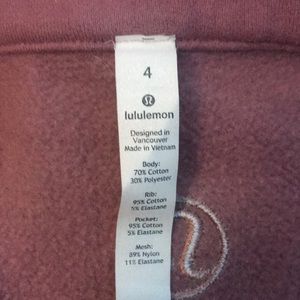 4
lululemon
Designed in
Vancouver
Made in Vietnam
Body:
70% Cotton
30% Polyester
Rib:
95% Cotton
5% Elastane
Pocket:
95% Cotton
5% Elastane
Mesh:
89% Nylon
11% Elastane